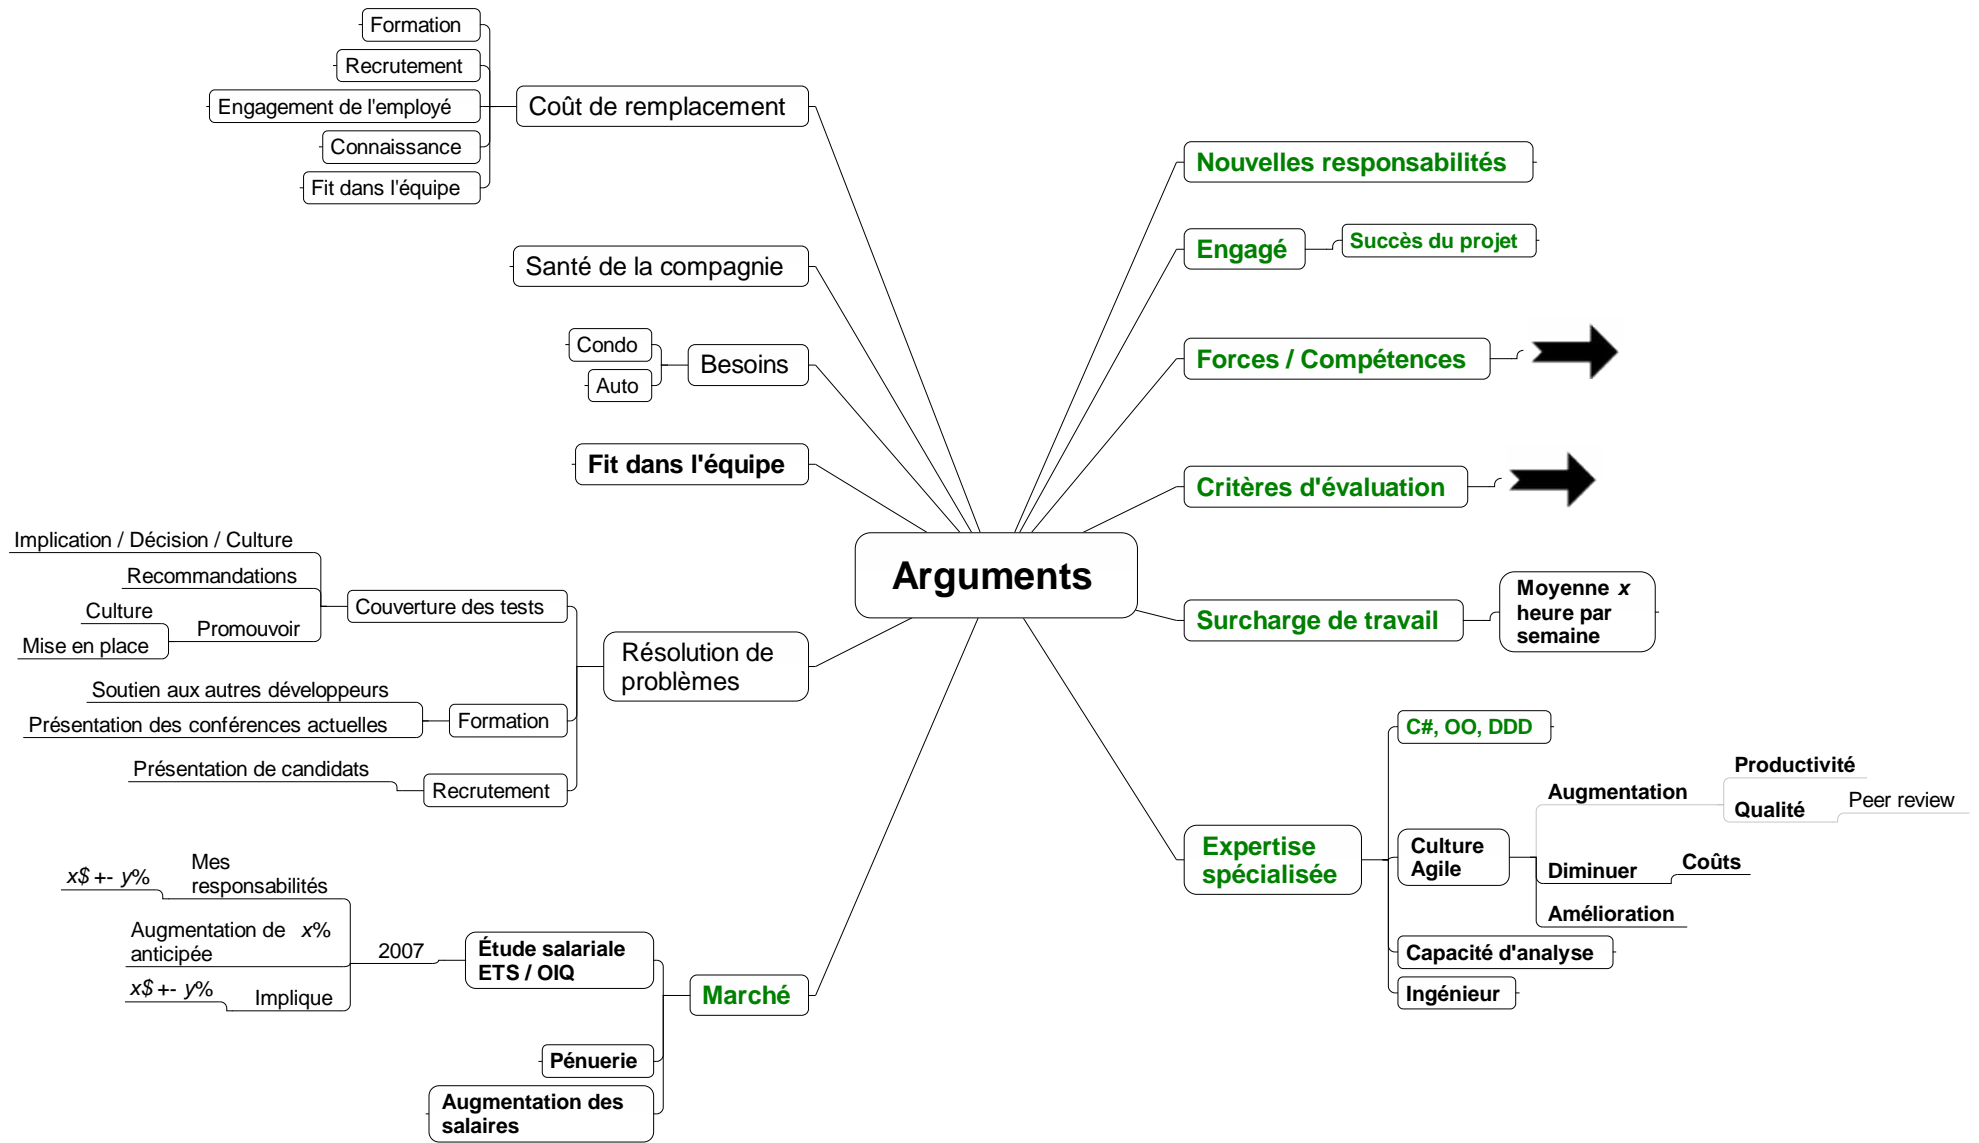 Arguments
Coût de remplacement
Formation
Recrutement
Engagement de l'employé
Connaissance
Fit dans l'équipe
Santé de la compagnie
Besoins
Condo
Auto
Fit dans l'équipe
Résolution de
problèmes
Couverture des tests
Implication / Décision / Culture
Recommandations
Promouvoir
Culture
Mise en place
Formation
Soutien aux autres développeurs
Présentation des conférences actuelles
Recrutement
Présentation de candidats
Marché
Étude salariale
ETS / OIQ
2007
Mes
responsabilités
x$ +- y%
Augmentation de x%
anticipée
Implique
x$ +- y%
Pénuerie
Augmentation des
salaires
Nouvelles responsabilités
Engagé
Succès du projet
Forces / Compétences
Critères d'évaluation
Surcharge de travail
Moyenne x
heure par
semaine
Expertise
spécialisée
C#, OO, DDD
Culture
Agile
Augmentation
Productivité
Qualité
Peer review
Diminuer
Coûts
Amélioration
Capacité d'analyse
Ingénieur